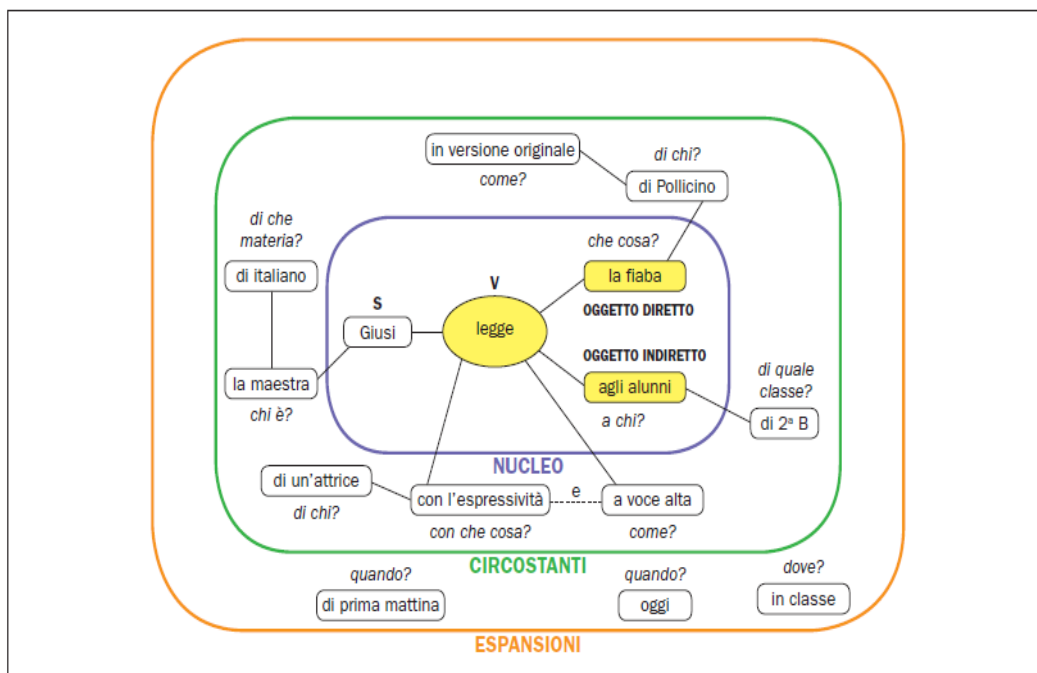 in versione originale
come?
di chi?
di Pollicino
di che
materia?
di italiano
che cosa?
la fiaba
OGGETTO DIRETTO
V
legge
S
Giusi
OGGETTO INDIRETTO
agli alunni
a chi?
la maestra
chi è?
di quale
classe?
di 2ª B
NUCLEO
di un'attrice
di chi?
con l'espressività
con che cosa?
e
a voce alta
come?
CIRCOSTANTI
quando?
di prima mattina
quando?
oggi
dove?
in classe
ESPANSIONI